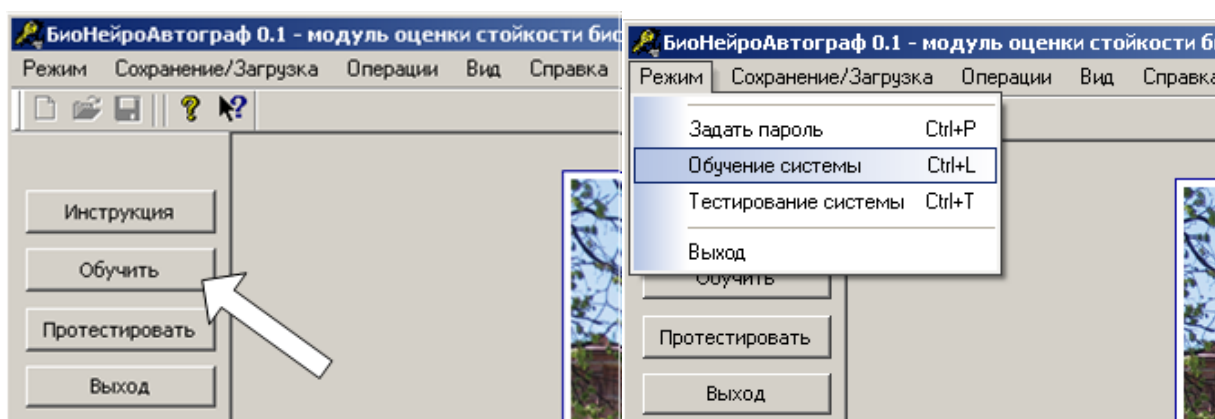 БиоНейроАвтограф 0.1 - модуль оценки стойкости био
Режим Сохранение/Загрузка Операции Вид Справка
Инструкция
Обучить
Протестировать
Выход
БиоНейроАвтограф 0.1 - модуль оценки стойкости б
Режим Сохранение/Загрузка Операции Вид Справка
Задать пароль Ctrl+P
Обучение системы Ctrl+L
Тестирование системы Ctrl+T
Выход
Обучить
Протестировать
Выход